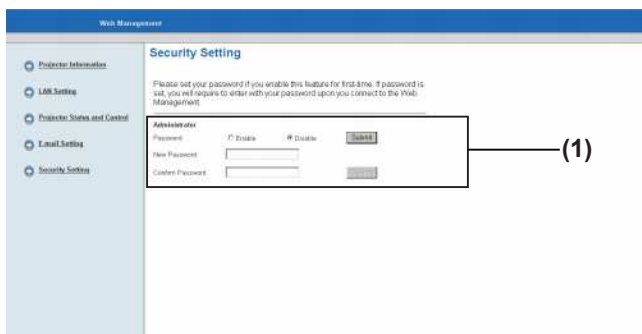 Web Management
Security Setting
Projector Information
LAN Setting
Projector Status and Control
E-mail Setting
Security Setting
Please set your password if you enable this feature for first-time. If password is
set, you will require to enter with your password upon you connect to the Web
Management
Administrator
Password Enable Disable Submit
New Password
Confirm Password
(1)